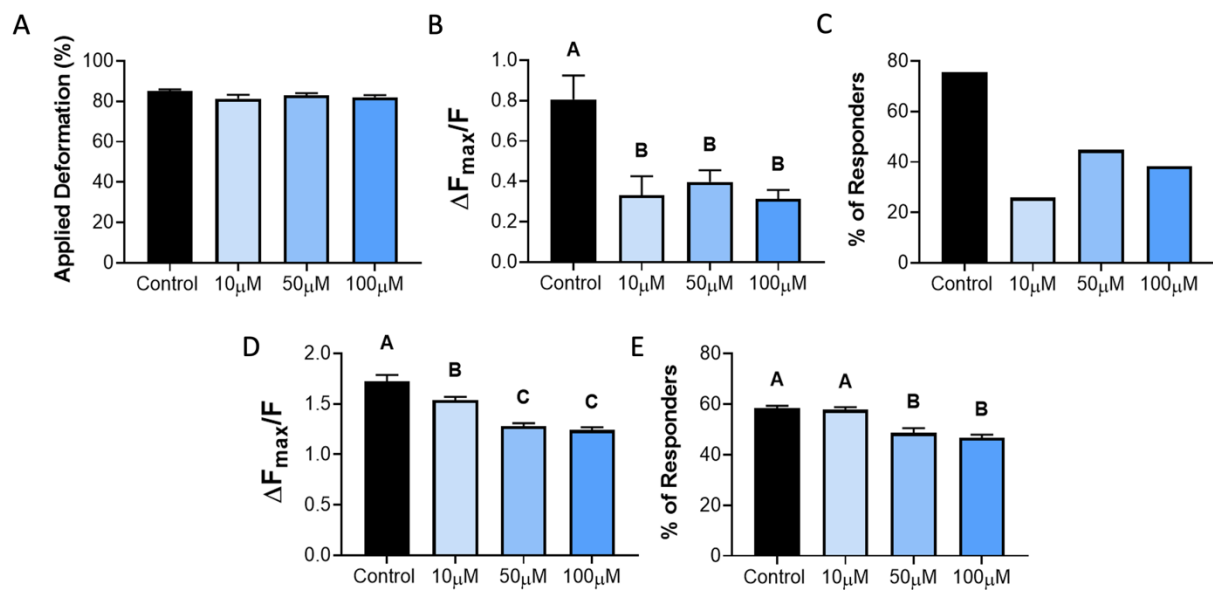 A
Applied Deformation (%)
100
80
60
40
20
0
Control 10μM 50μM 100μM
B
ΔFmax/F
1.0
0.8
0.6
0.4
0.2
0.0
A
B
B
B
Control 10μM 50μM 100μM
C
% of Responders
80
60
40
20
0
Control 10μM 50μM 100μM
D
ΔFmax/F
2.0
1.5
1.0
0.5
0.0
A
B
C
C
Control 10μM 50μM 100μM
E
% of Responders
80
60
40
20
0
A
A
B
B
Control 10μM 50μM 100μM